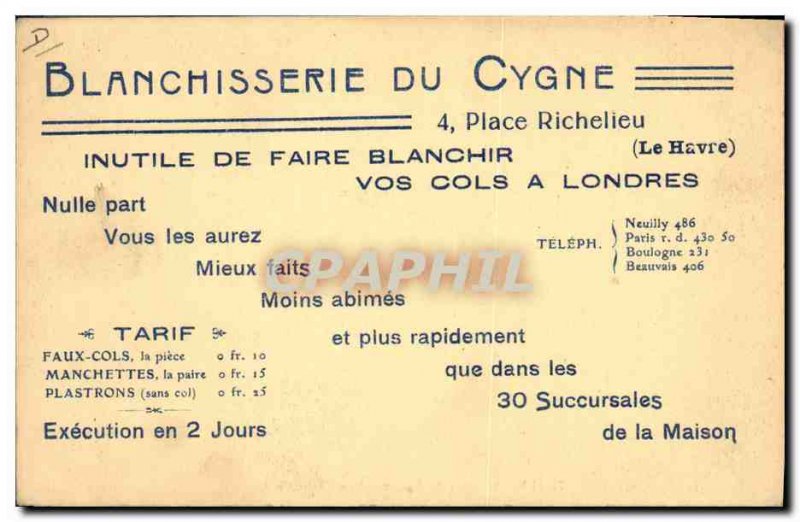 D
BLANCHISSERIE DU CYGNE
4, Place Richelieu
(Le Havre)
INUTILE DE FAIRE BLANCHIR
VOS COLS A LONDRES
Nulle part
Vous les aurez
Mieux faits
Moins abimés
et plus rapidement
que dans les
30 Succursales
de la Maison
TÉLÉPH.
Neuilly 486
Paris r. d. 430 50
Boulogne 231
Beauvais 406
TARIF
FAUX-COLS, la pièce 0 fr. 10
MANCHETTES, la paire 0 fr. 15
PLASTRONS (sans col) 0 fr. 25
Exécution en 2 Jours
CPAPHIL